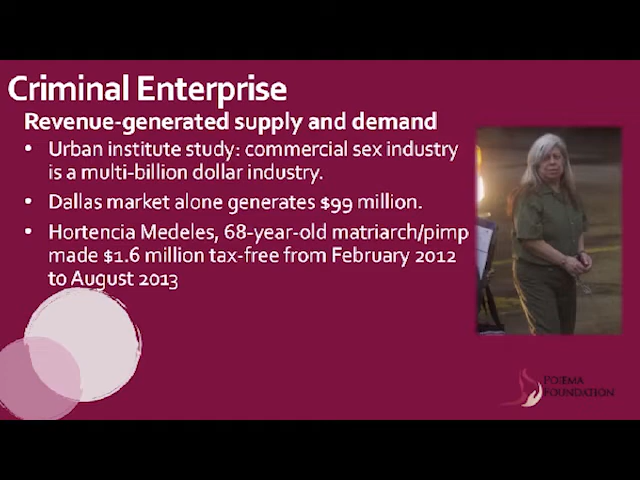 Criminal Enterprise
Revenue-generated supply and demand
• Urban institute study: commercial sex industry
is a multi-billion dollar industry.
• Dallas market alone generates $99 million.
• Hortencia Medeles, 68-year-old matriarch/pimp
made $1.6 million tax-free from February 2012
to August 2013
POIEMA
FOUNDATION